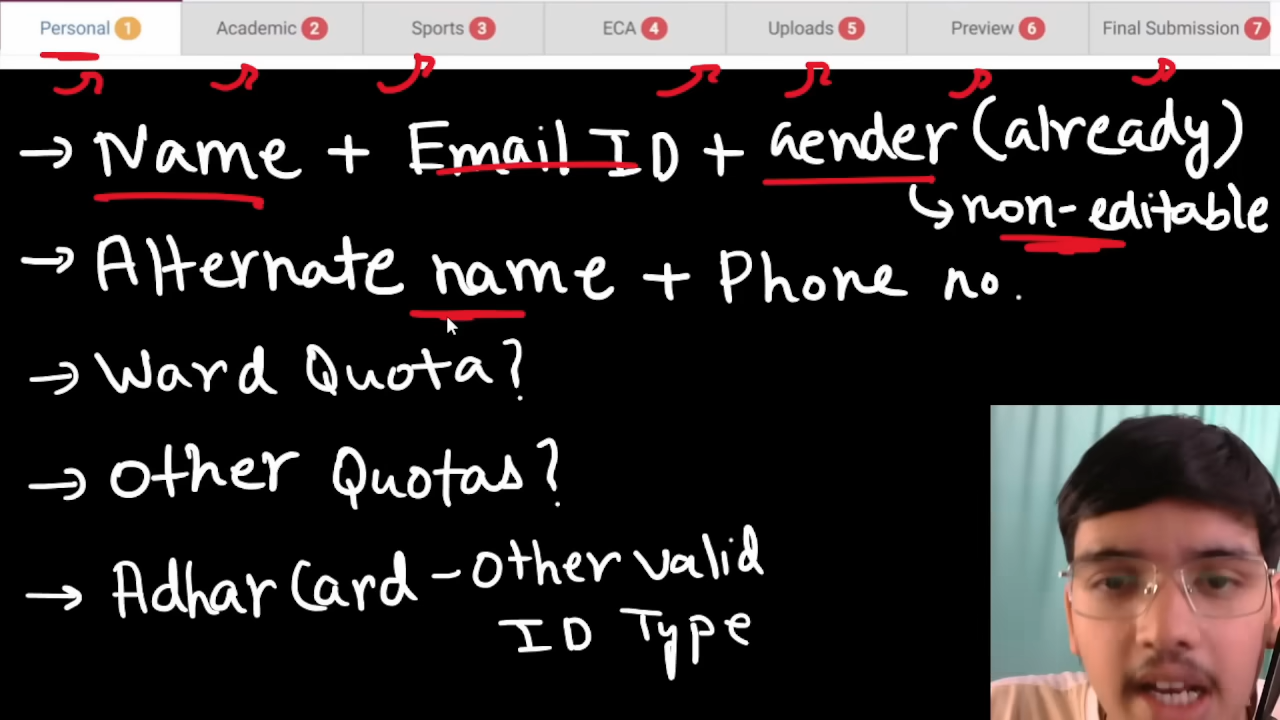 Personal 1 Academic 2 Sports 3 ECA 4 Uploads 5 Preview 6 Final Submission 7
→ Name + Email ID + Gender (already)
↳ non-editable
→ Alternate name + Phone no.
→ Ward Quota?
→ Other Quotas?
→ Adhar Card - Other valid
ID Type